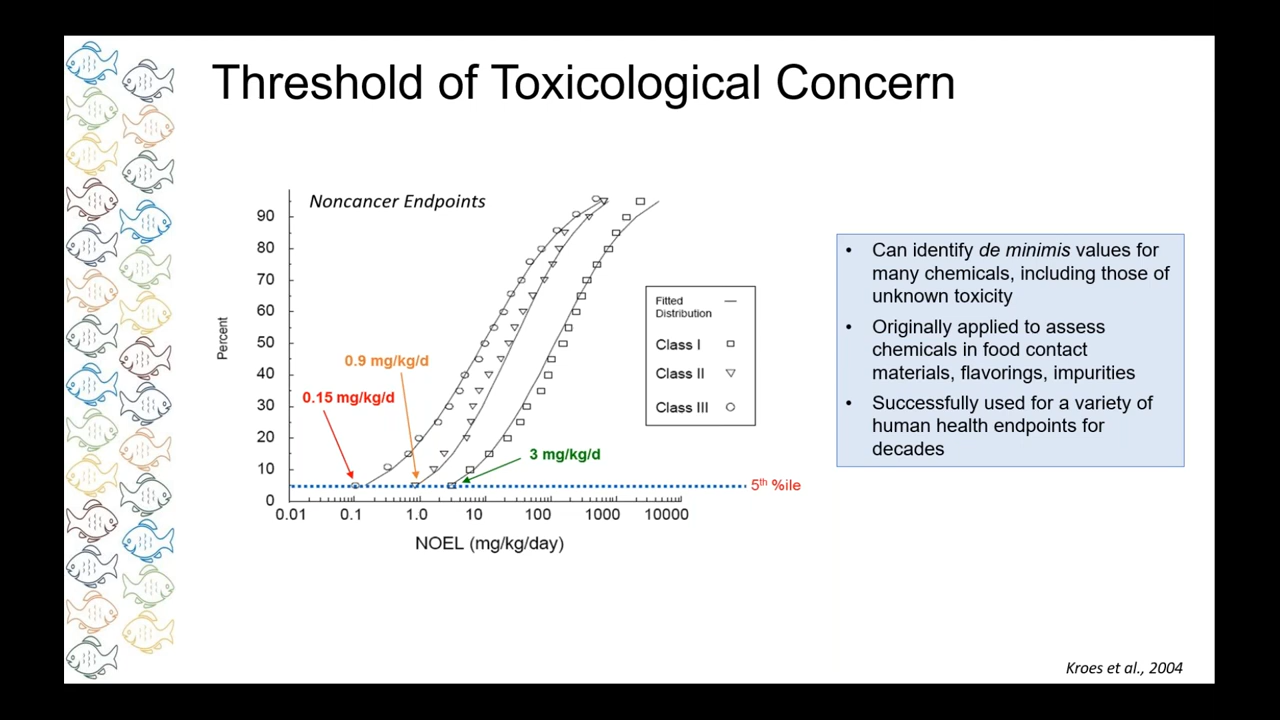 Threshold of Toxicological Concern
Noncancer Endpoints
Percent
90
80
70
60
50
40
30
20
10
0
0.01
0.1
1.0
10
100
1000
10000
NOEL (mg/kg/day)
0.15 mg/kg/d
0.9 mg/kg/d
3 mg/kg/d
5th %ile
Fitted
Distribution
Class I
Class II
Class III
• Can identify de minimis values for
many chemicals, including those of
unknown toxicity
• Originally applied to assess
chemicals in food contact
materials, flavorings, impurities
• Successfully used for a variety of
human health endpoints for
decades
Kroes et al., 2004